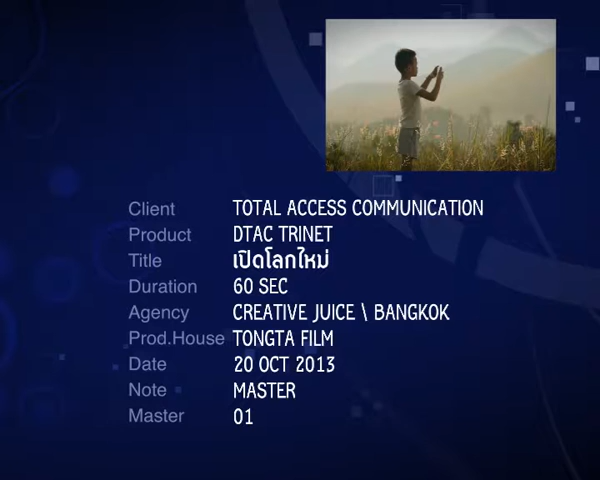 Client TOTAL ACCESS COMMUNICATION
Product DTAC TRINET
Title เปิดโลกใหม่
Duration 60 SEC
Agency CREATIVE JUICE \ BANGKOK
Prod.House TONGTA FILM
Date 20 OCT 2013
Note MASTER
Master 01